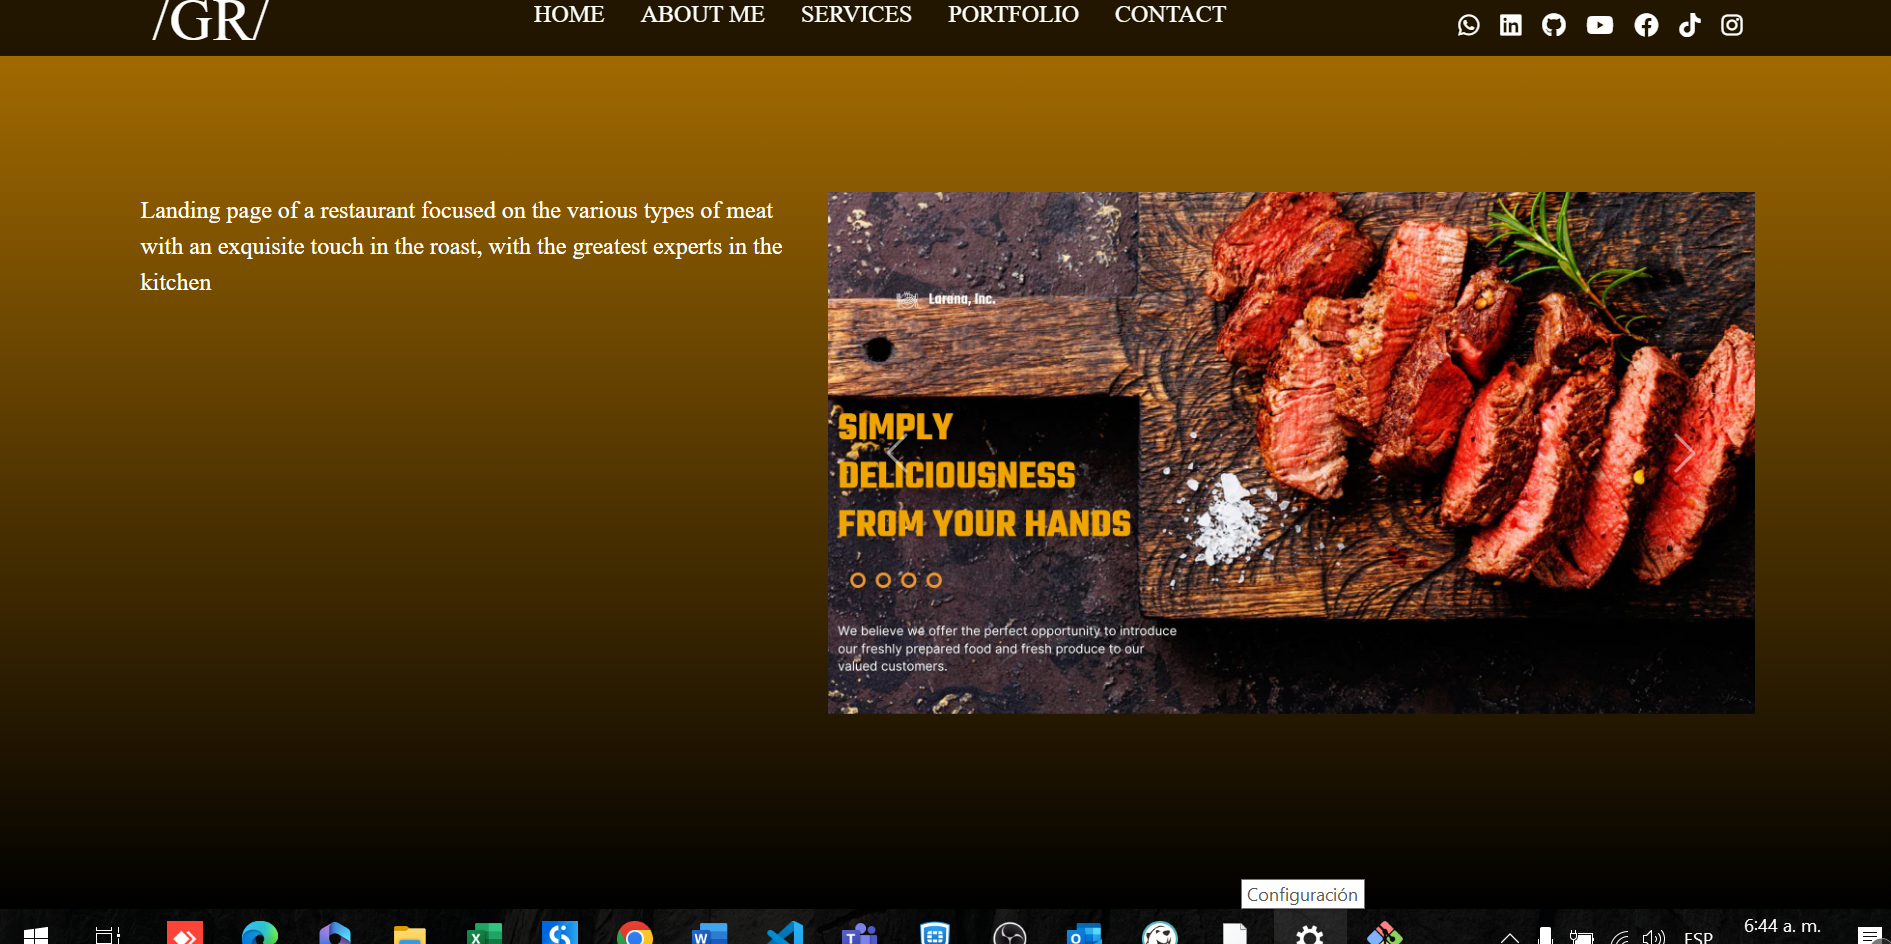 /GR/
HOME ABOUT ME SERVICES PORTFOLIO CONTACT
Landing page of a restaurant focused on the various types of meat
with an exquisite touch in the roast, with the greatest experts in the
kitchen
Larana, Inc.
SIMPLY
DELICIOUSNESS
FROM YOUR HANDS
We believe we offer the perfect opportunity to introduce
our freshly prepared food and fresh produce to our
valued customers.
Configuración
ESP
6:44 a. m.